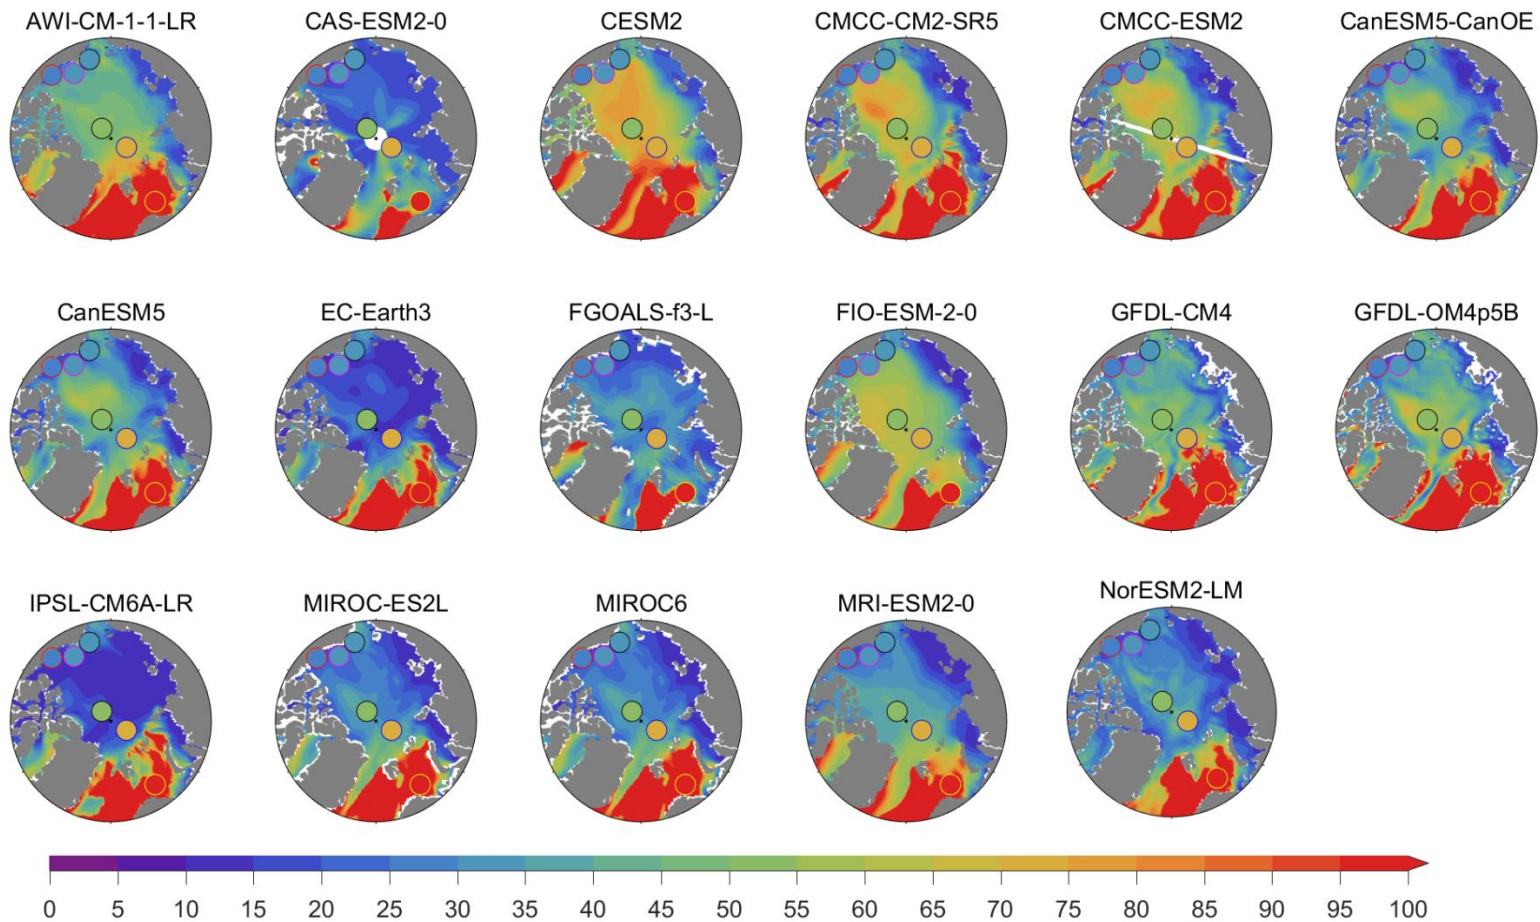 AWI-CM-1-1-LR CAS-ESM2-0 CESM2 CMCC-CM2-SR5 CMCC-ESM2 CanESM5-CanOE
CanESM5 EC-Earth3 FGOALS-f3-L FIO-ESM-2-0 GFDL-CM4 GFDL-OM4p5B
IPSL-CM6A-LR MIROC-ES2L MIROC6 MRI-ESM2-0 NorESM2-LM
0 5 10 15 20 25 30 35 40 45 50 55 60 65 70 75 80 85 90 95 100